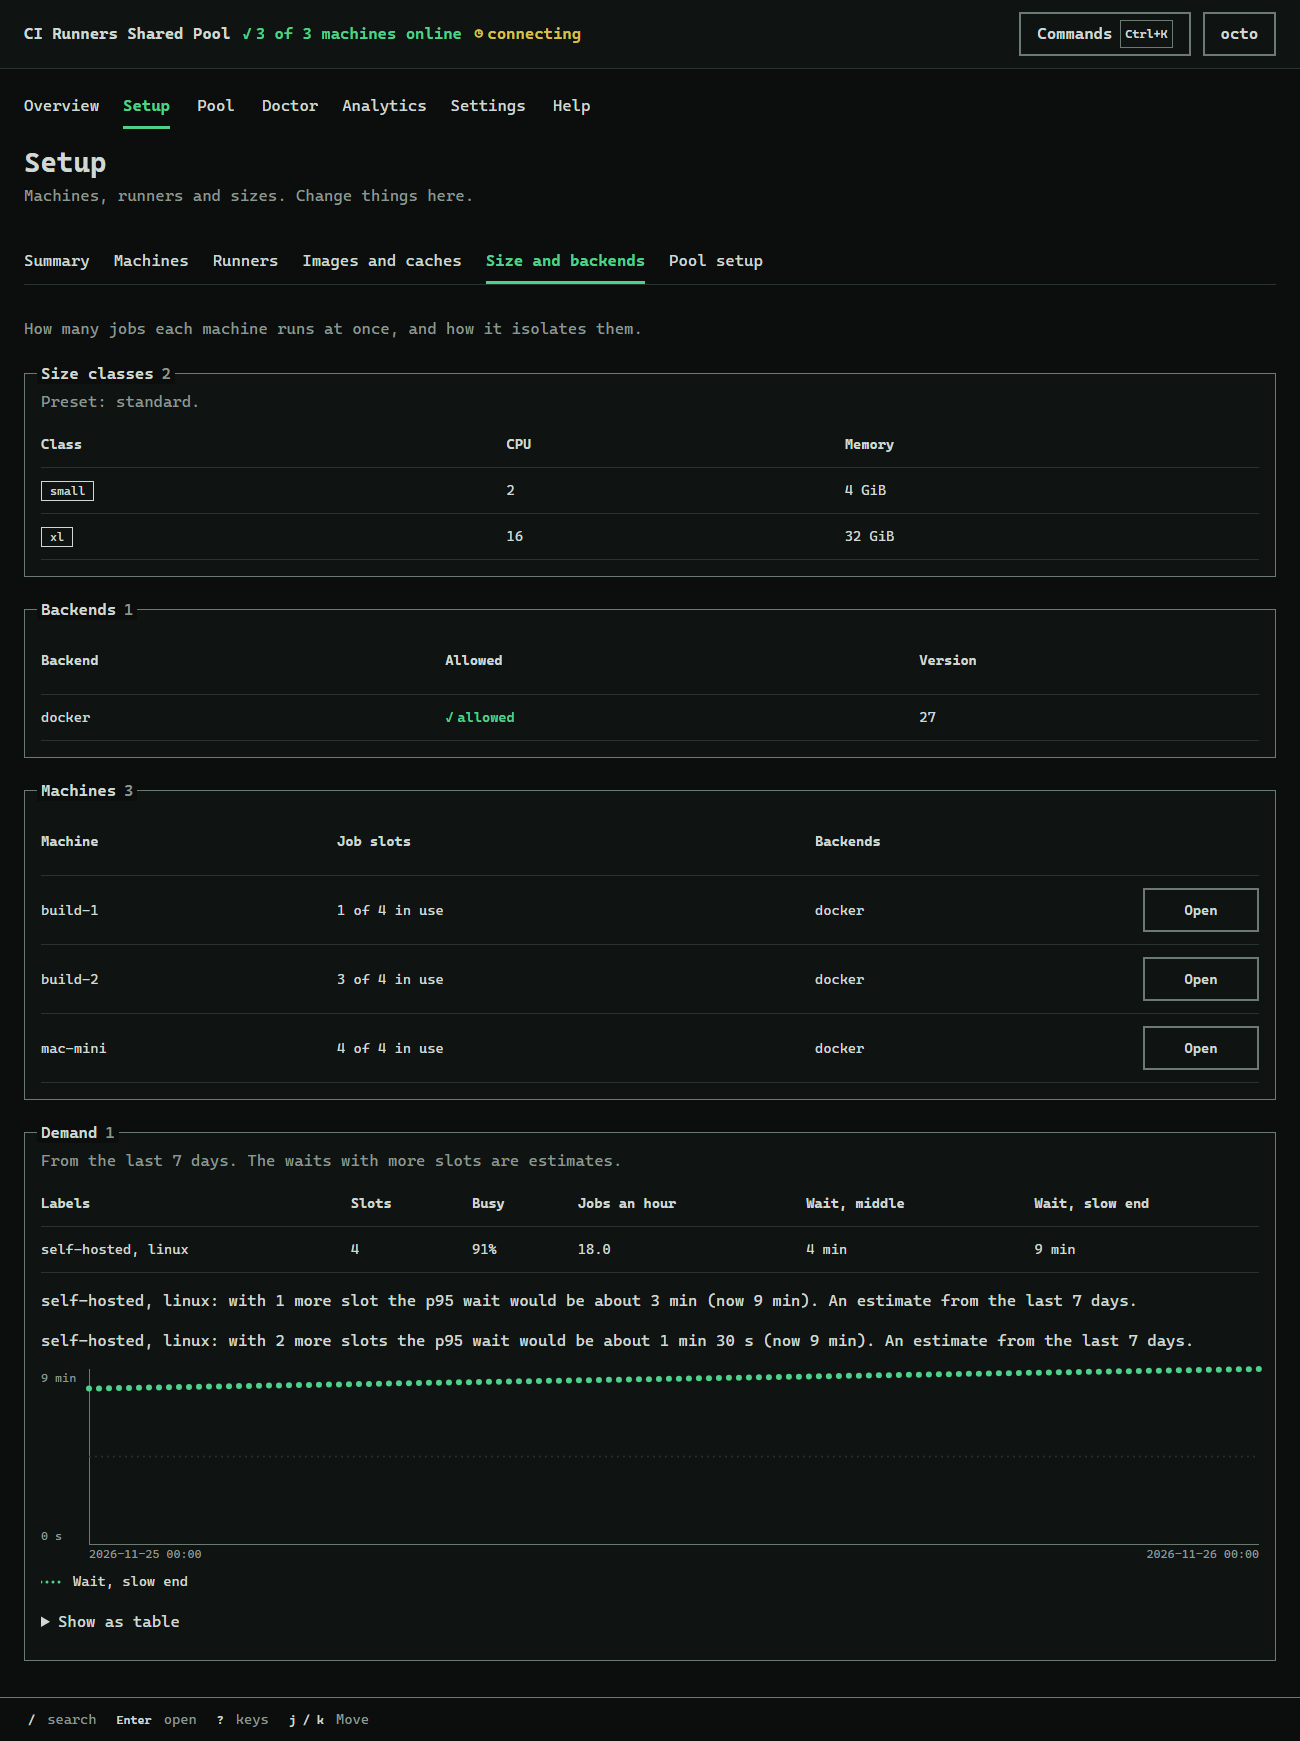 CI Runners Shared Pool ✓ 3 of 3 machines online connecting Commands Ctrl+K octo
Overview Setup Pool Doctor Analytics Settings Help
Setup
Machines, runners and sizes. Change things here.
Summary Machines Runners Images and caches Size and backends Pool setup
How many jobs each machine runs at once, and how it isolates them.
Size classes 2
Preset: standard.
Class CPU Memory
small 2 4 GiB
xl 16 32 GiB
Backends 1
Backend Allowed Version
docker ✓ allowed 27
Machines 3
Machine Job slots Backends
build-1 1 of 4 in use docker Open
build-2 3 of 4 in use docker Open
mac-mini 4 of 4 in use docker Open
Demand 1
From the last 7 days. The waits with more slots are estimates.
Labels Slots Busy Jobs an hour Wait, middle Wait, slow end
self-hosted, linux 4 91% 18.0 4 min 9 min
self-hosted, linux: with 1 more slot the p95 wait would be about 3 min (now 9 min). An estimate from the last 7 days.
self-hosted, linux: with 2 more slots the p95 wait would be about 1 min 30 s (now 9 min). An estimate from the last 7 days.
9 min
0 s
2026-11-25 00:00 2026-11-26 00:00
Wait, slow end
▶ Show as table
/ search Enter open ? keys j / k Move